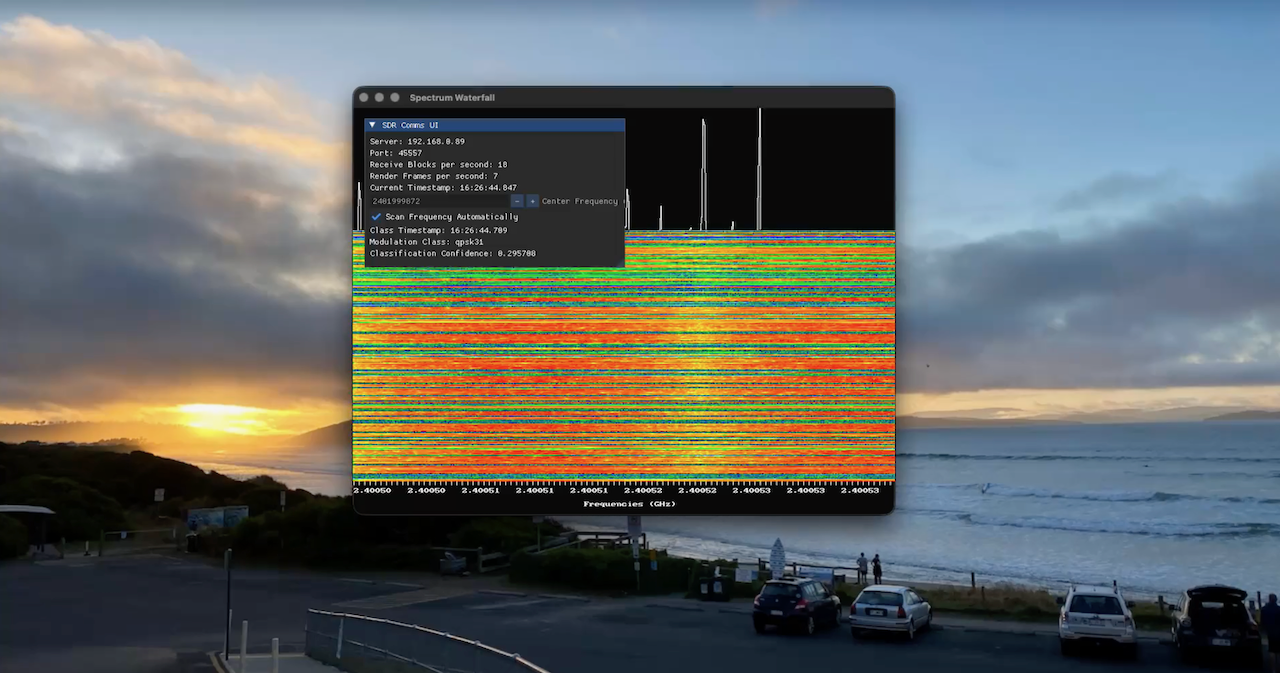 Spectrum Waterfall
SDR Comms UI
Server: 192.168.0.89
Port: 45557
Receive Blocks per second: 18
Render Frames per second: 7
Current Timestamp: 16:26:44.847
2401999872 - + Center Frequency
Scan Frequency Automatically
Class Timestamp: 16:26:44.709
Modulation Class: qpsk31
Classification Confidence: 0.295708
2.40050 2.40050 2.40051 2.40051 2.40051 2.40052 2.40052 2.40053 2.40053 2.40053
Frequencies (GHz)